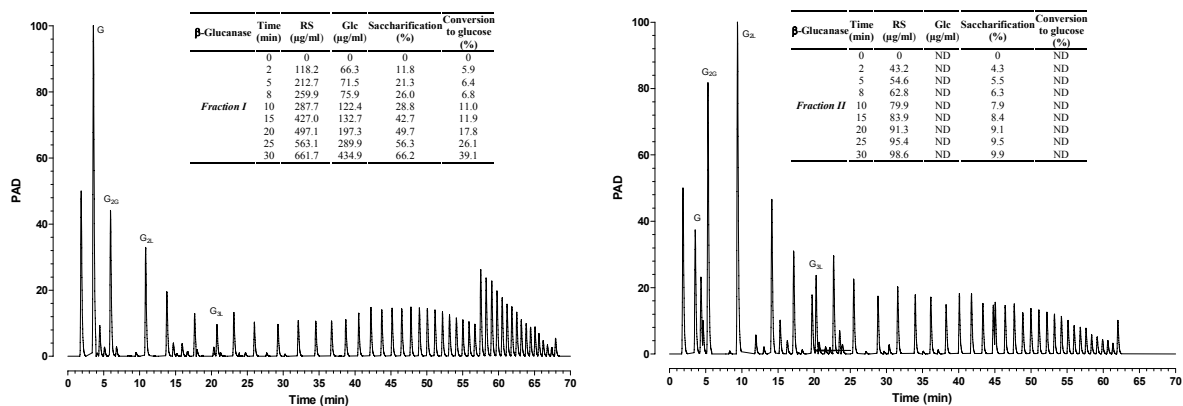 β-Glucanase Time (min) RS (µg/ml) Glc (µg/ml) Saccharification (%) Conversion to glucose (%)
0 0 0 0 0
2 118.2 66.3 11.8 5.9
5 212.7 71.5 21.3 6.4
8 259.9 75.9 26.0 6.8
Fraction I 10 287.7 122.4 28.8 11.0
15 427.0 132.7 42.7 11.9
20 497.1 197.3 49.7 17.8
25 563.1 289.9 56.3 26.1
30 661.7 434.9 66.2 39.1
G
G2G
G2L
G3L
PAD
100
80
60
40
20
0
0 5 10 15 20 25 30 35 40 45 50 55 60 65 70
Time (min)
β-Glucanase Time (min) RS (µg/ml) Glc (µg/ml) Saccharification (%) Conversion to glucose (%)
0 0 ND 0 ND
2 43.2 ND 4.3 ND
5 54.6 ND 5.5 ND
8 62.8 ND 6.3 ND
Fraction II 10 79.9 ND 7.9 ND
15 83.9 ND 8.4 ND
20 91.3 ND 9.1 ND
25 95.4 ND 9.5 ND
30 98.6 ND 9.9 ND
G2L
G2G
G
G3L
PAD
100
80
60
40
20
0
0 5 10 15 20 25 30 35 40 45 50 55 60 65 70
Time (min)